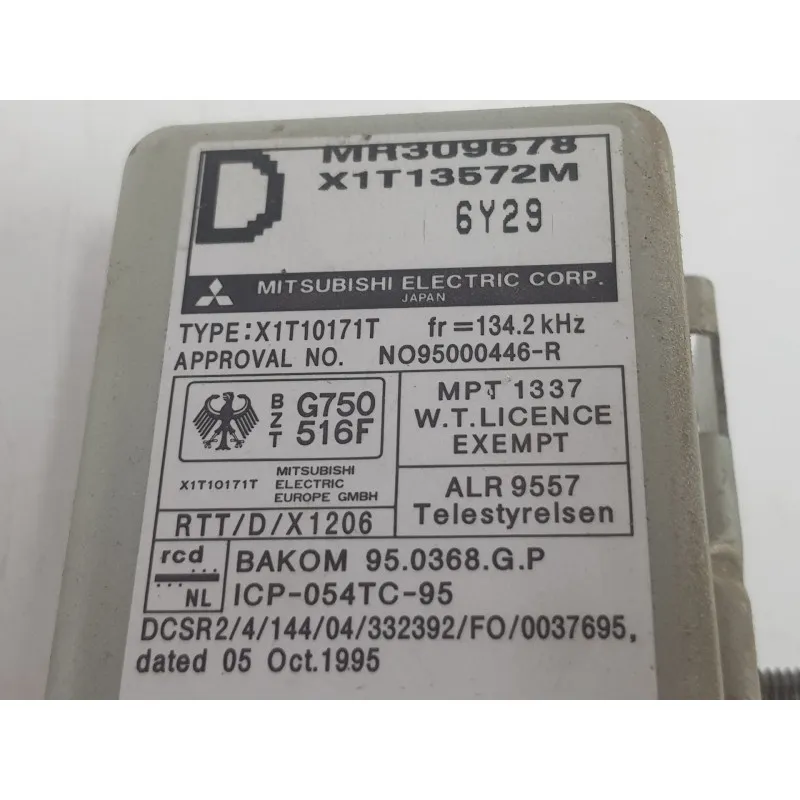 D
MR309678
X1T13572M
6Y29
MITSUBISHI ELECTRIC CORP.
JAPAN
TYPE:X1T10171T fr=134.2kHz
APPROVAL NO. NO95000446-R
BZT
G750
516F
X1T10171T
MITSUBISHI
ELECTRIC
EUROPE GMBH
MPT 1337
W.T.LICENCE
EXEMPT
RTT/D/X1206
ALR 9557
Telestyrelsen
rcd
NL
BAKOM 95.0368.G.P
ICP-054TC-95
DCSR2/4/144/04/332392/FO/0037695,
dated 05 Oct.1995